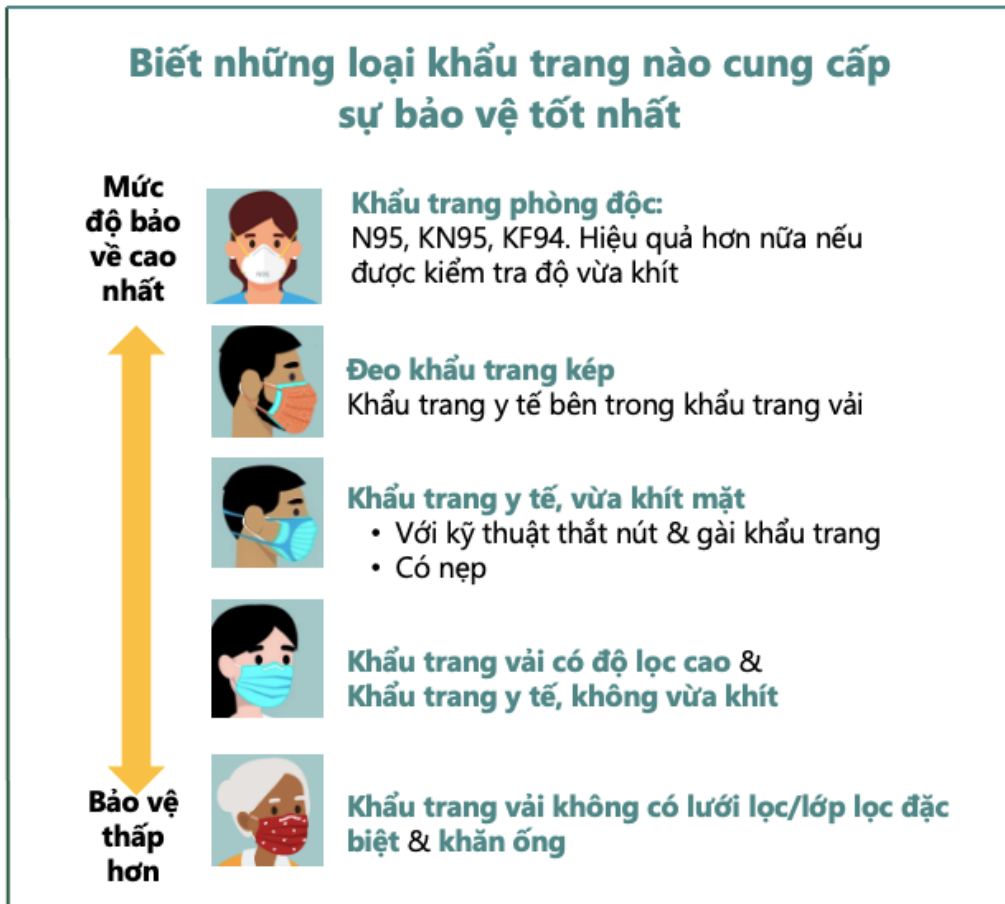 Biết những loại khẩu trang nào cung cấp
sự bảo vệ tốt nhất
Mức
độ bảo
về cao
nhất
Khẩu trang phòng độc:
N95, KN95, KF94. Hiệu quả hơn nữa nếu
được kiểm tra độ vừa khít
N95
Đeo khẩu trang kép
Khẩu trang y tế bên trong khẩu trang vải
Khẩu trang y tế, vừa khít mặt
• Với kỹ thuật thắt nút & gài khẩu trang
• Có nẹp
Khẩu trang vải có độ lọc cao &
Khẩu trang y tế, không vừa khít
Bảo vệ
thấp
hơn
Khẩu trang vải không có lưới lọc/lớp lọc đặc
biệt & khăn ống